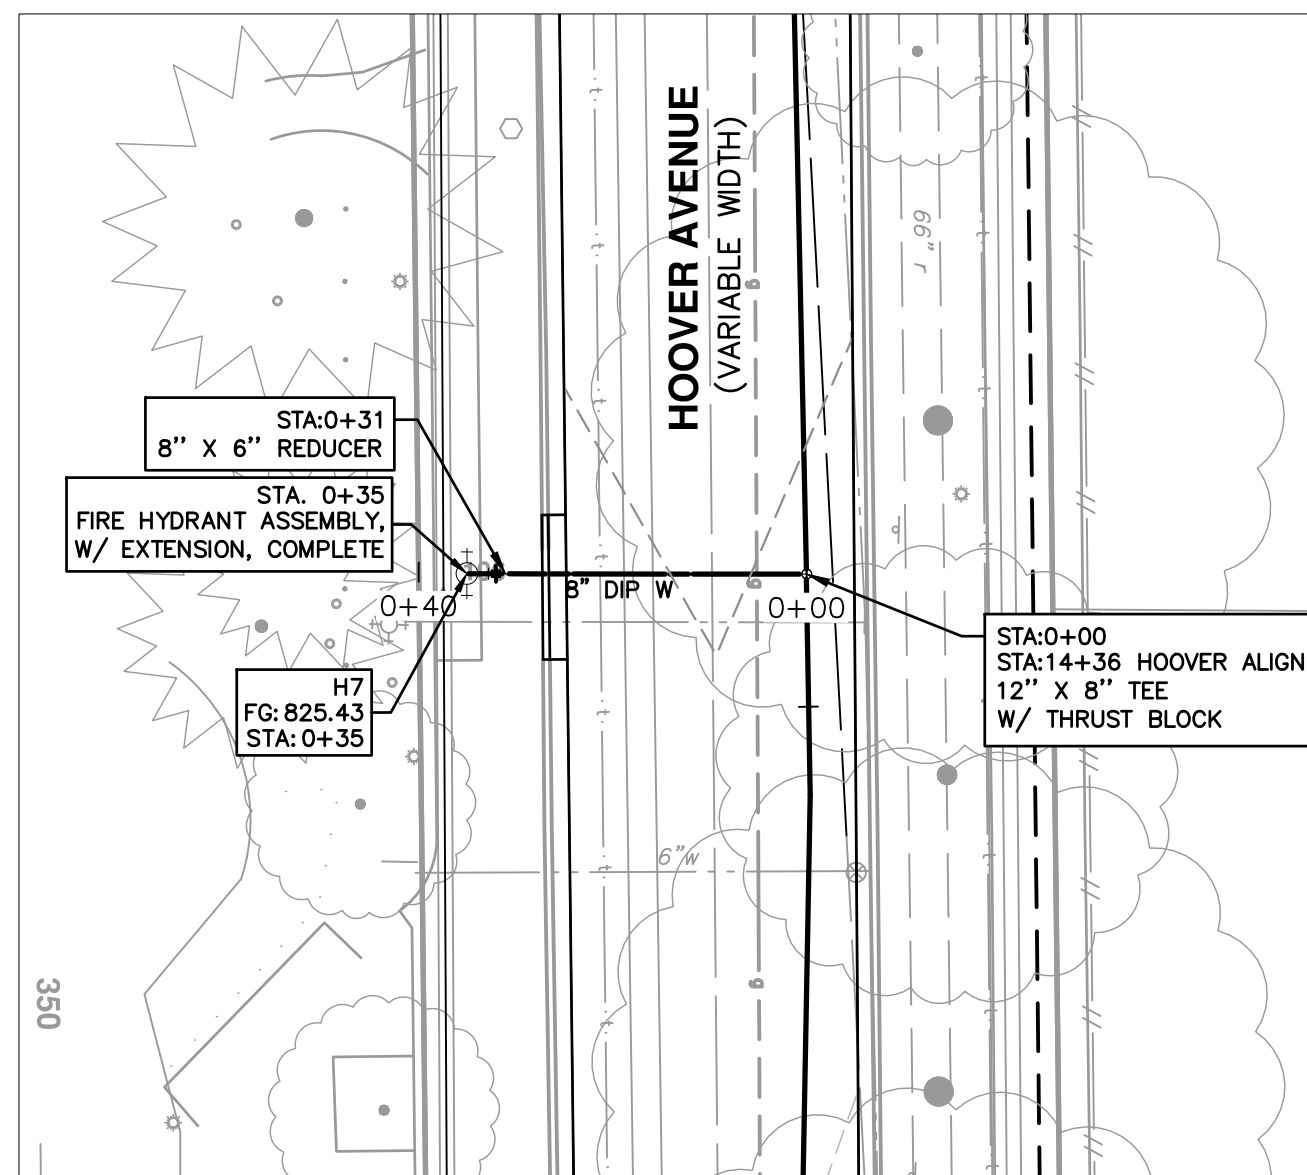 HOOVER AVENUE
(VARIABLE WIDTH)
66" r
STA:0+31
8" X 6" REDUCER
STA. 0+35
FIRE HYDRANT ASSEMBLY,
W/ EXTENSION, COMPLETE
8" DIP W
0+40
0+00
H7
FG:825.43
STA:0+35
STA:0+00
STA:14+36 HOOVER ALIGN
12" X 8" TEE
W/ THRUST BLOCK
6"w
350
g
g
g
g
t
t
t
t
t
t
t
t
t
t
t
t